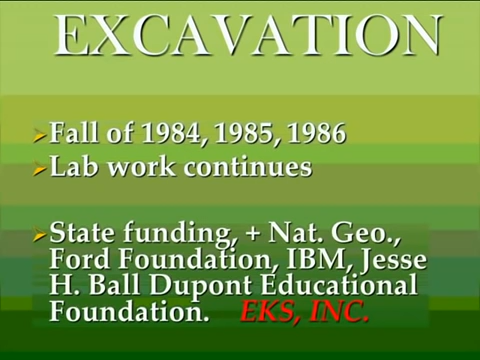 EXCAVATION
Fall of 1984, 1985, 1986
Lab work continues
State funding, + Nat. Geo.,
Ford Foundation, IBM, Jesse
H. Ball Dupont Educational
Foundation. EKS, INC.